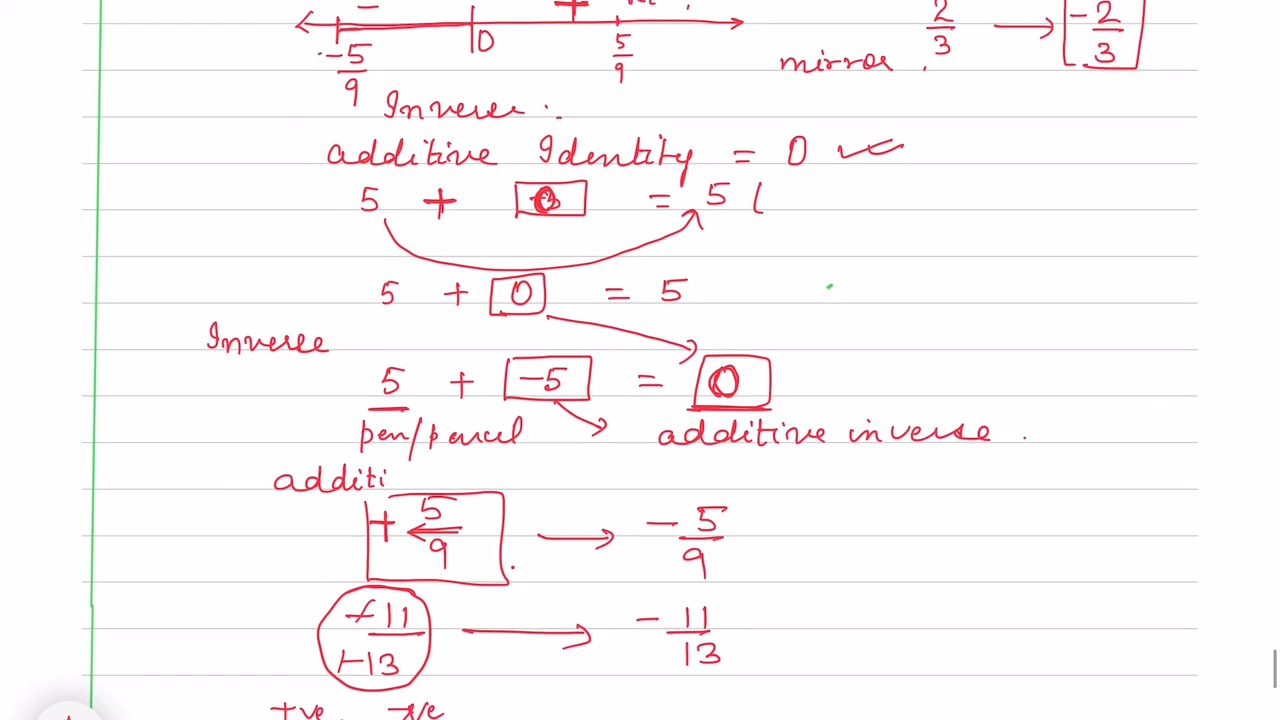 0
-5/9
5/9
2/3 → -2/3
mirror.
Inverse :.
additive Identity = 0
5 + = 5
5 + 0 = 5
Inverse
5 + -5 = 0
pen/pencil additive inverse.
additi
+ 5/9 → -5/9
-11/-13 → -11/13
+ve.